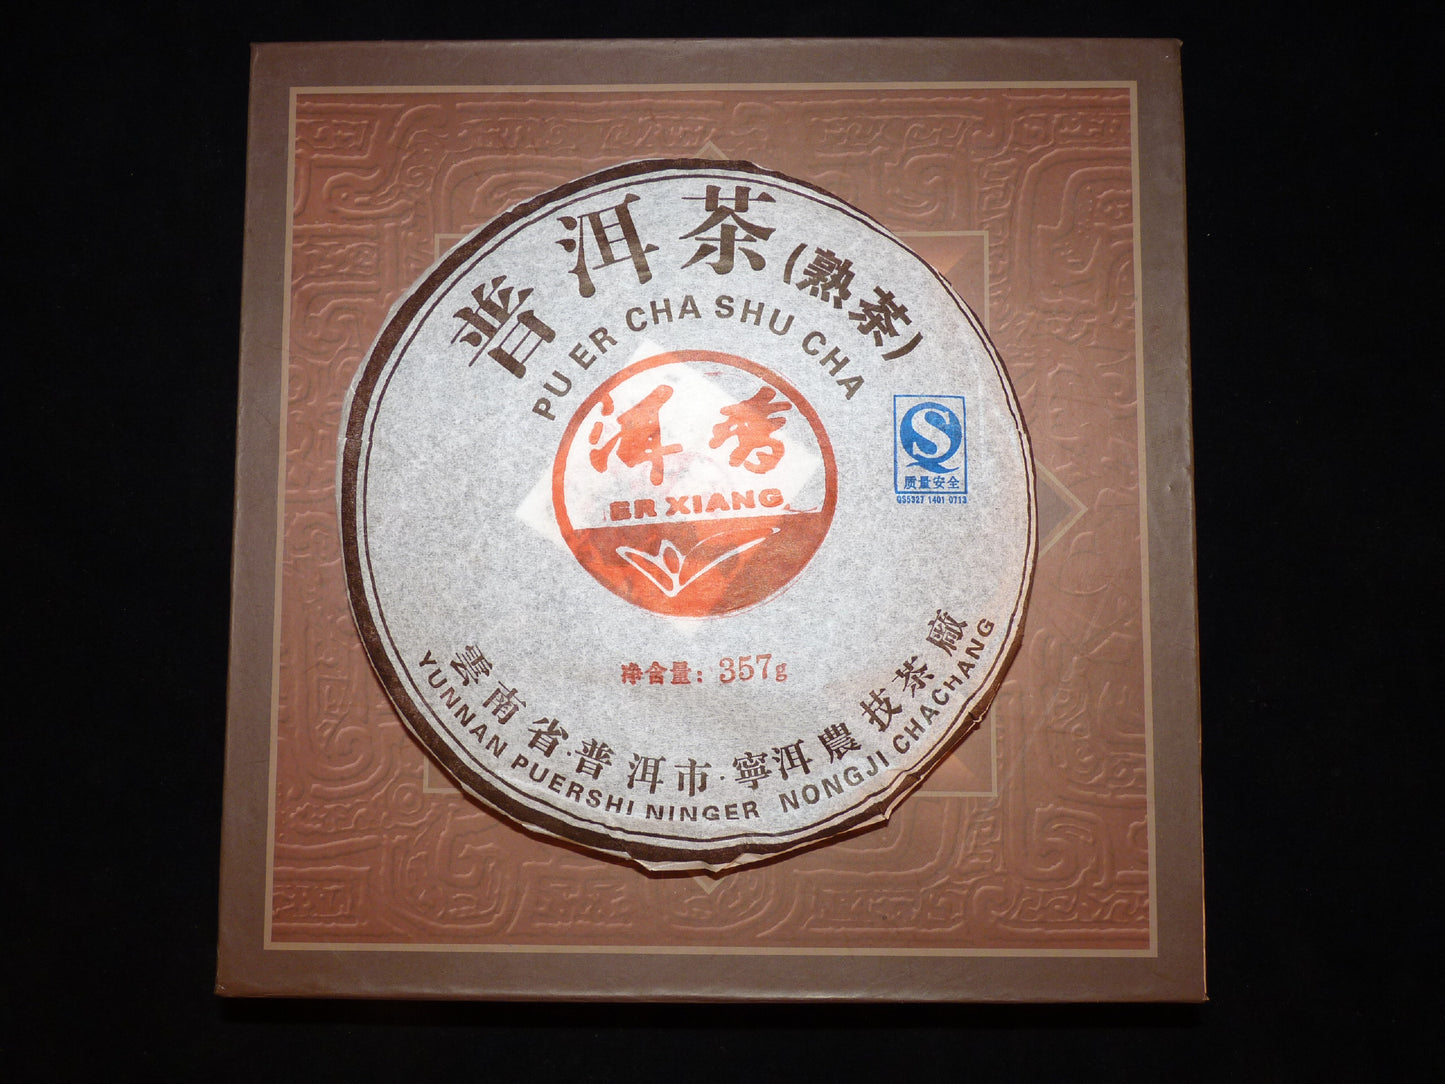 普洱茶(熟茶)
PU ER CHA SHU CHA
洱香
ER XIANG
质量安全
QS5327 1401 0713
净含量：357g
雲南省·普洱市·寧洱農技茶廠
YUNNAN PUERSHI NINGER NONGJI CHACHANG